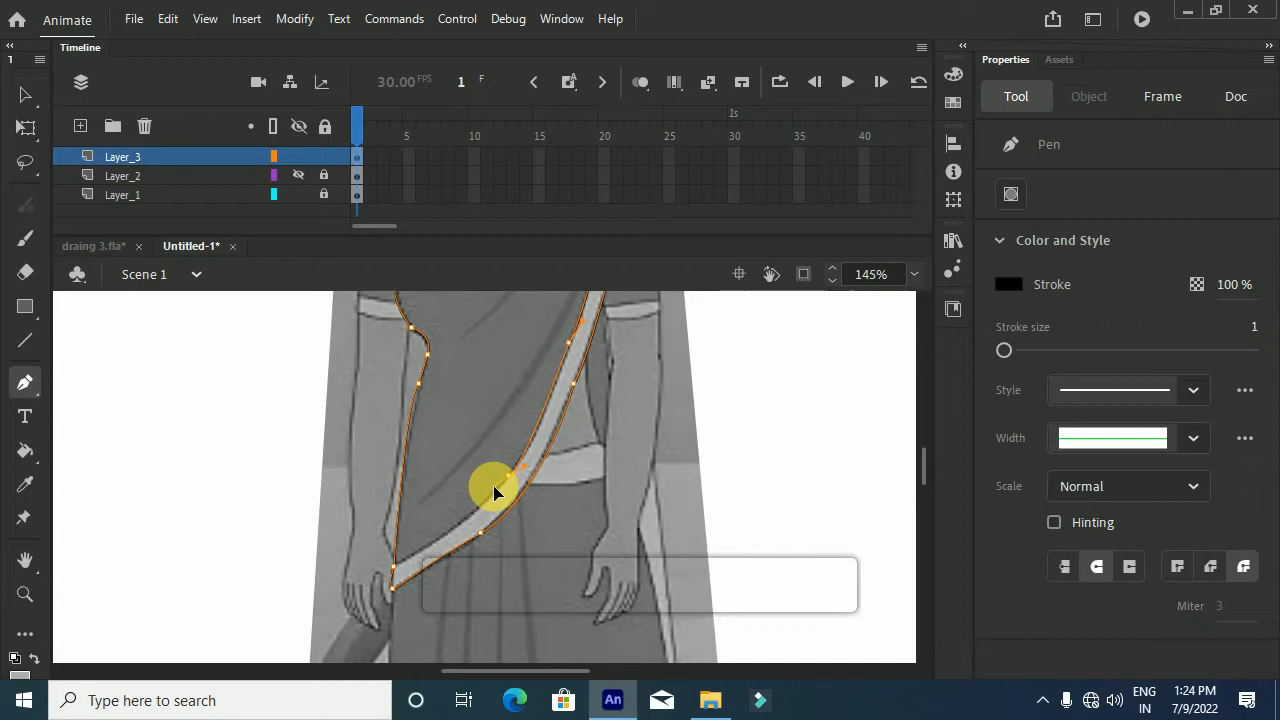 Animate File Edit View Insert Modify Text Commands Control Debug Window Help
Timeline
30.00 FPS 1 F
1s
5 10 15 20 25 30 35 40
Layer_3
Layer_2
Layer_1
draing 3.fla* Untitled-1*
Scene 1 145%
Properties Assets
Tool Object Frame Doc
Pen
Color and Style
Stroke 100 %
Stroke size 1
Style
Width
Scale Normal
Hinting
Miter 3
Type here to search
An
ENG
IN
1:24 PM
7/9/2022